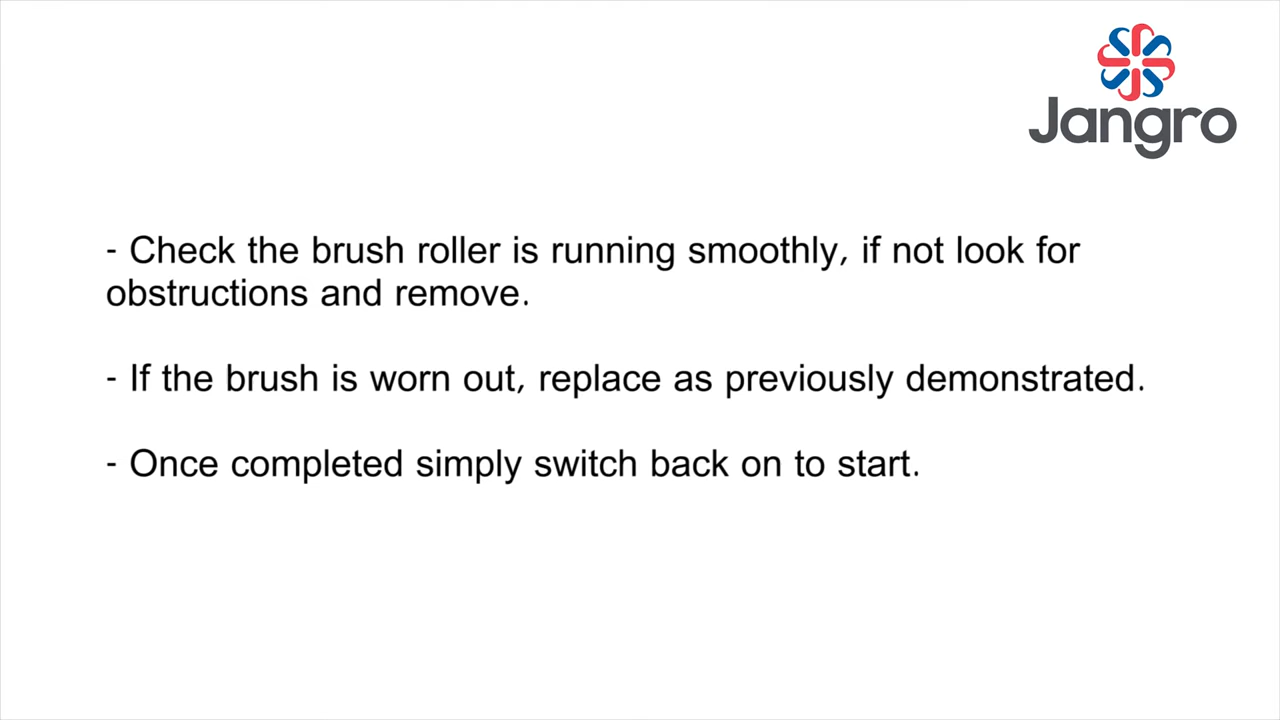 Jangro
- Check the brush roller is running smoothly, if not look for
obstructions and remove.
- If the brush is worn out, replace as previously demonstrated.
- Once completed simply switch back on to start.